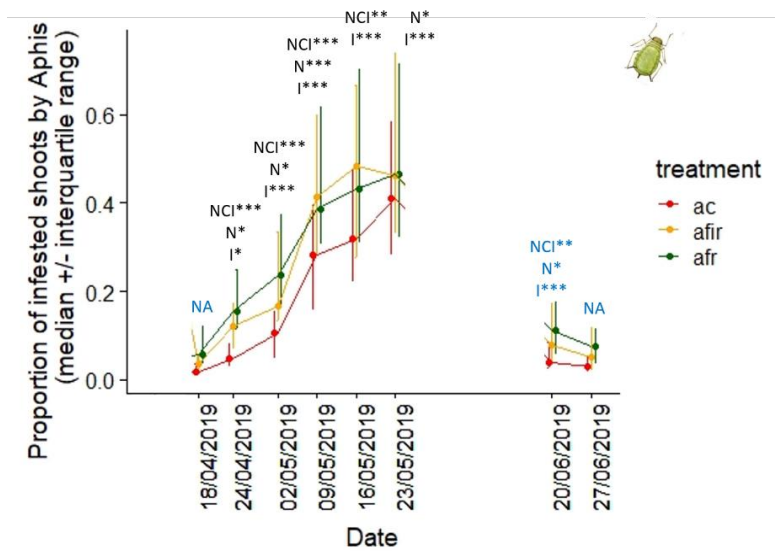 NCI** N*
I*** I***
NCI***
N***
I***
NCI***
N*
I***
NCI***
N*
I*
NA
NCI**
N*
I***
NA
Proportion of infested shoots by Aphis
(median +/- interquartile range)
0.6
0.4
0.2
0.0
18/04/2019
24/04/2019
02/05/2019
09/05/2019
16/05/2019
23/05/2019
20/06/2019
27/06/2019
Date
treatment
ac
afir
afr